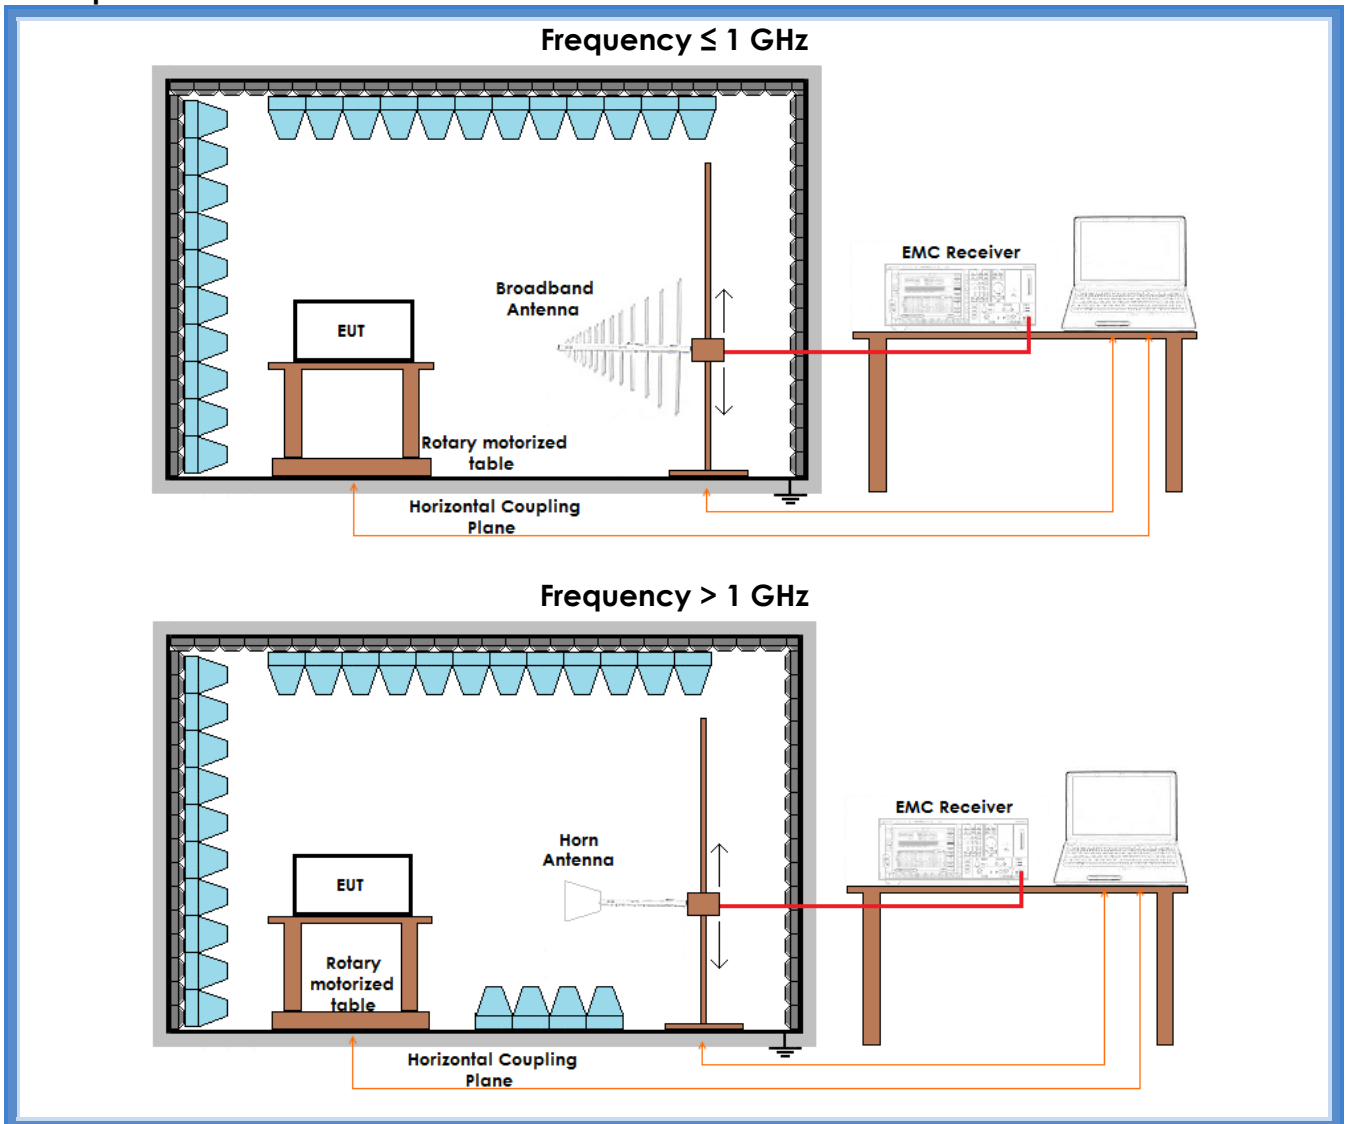 Frequency ≤ 1 GHz
EMC Receiver
Broadband
Antenna
EUT
Rotary motorized
table
Horizontal Coupling
Plane
Frequency > 1 GHz
EMC Receiver
Horn
Antenna
EUT
Rotary
motorized
table
Horizontal Coupling
Plane